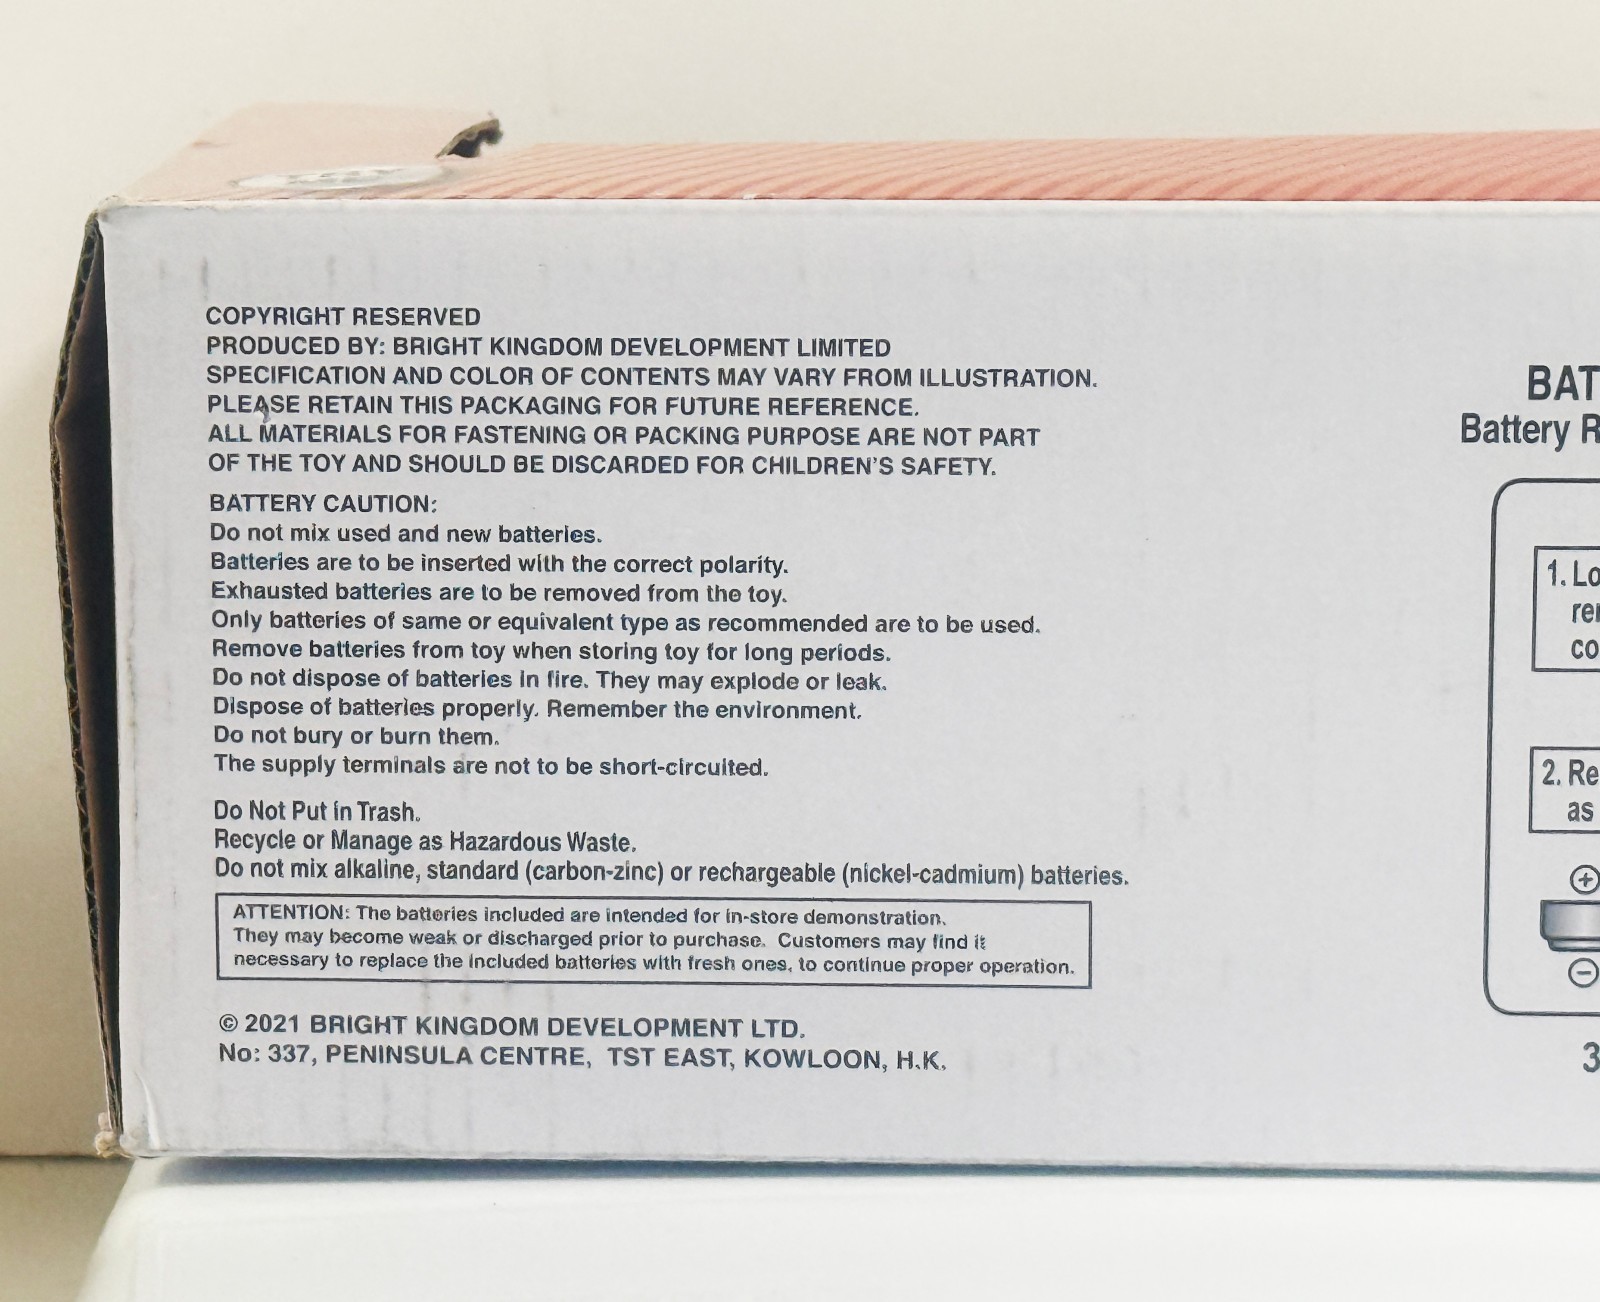 COPYRIGHT RESERVED
PRODUCED BY: BRIGHT KINGDOM DEVELOPMENT LIMITED
SPECIFICATION AND COLOR OF CONTENTS MAY VARY FROM ILLUSTRATION.
PLEASE RETAIN THIS PACKAGING FOR FUTURE REFERENCE.
ALL MATERIALS FOR FASTENING OR PACKING PURPOSE ARE NOT PART
OF THE TOY AND SHOULD BE DISCARDED FOR CHILDREN'S SAFETY.
BATTERY CAUTION:
Do not mix used and new batteries.
Batteries are to be inserted with the correct polarity.
Exhausted batteries are to be removed from the toy.
Only batteries of same or equivalent type as recommended are to be used.
Remove batteries from toy when storing toy for long periods.
Do not dispose of batteries in fire. They may explode or leak.
Dispose of batteries properly. Remember the environment.
Do not bury or burn them.
The supply terminals are not to be short-circuited.
Do Not Put in Trash.
Recycle or Manage as Hazardous Waste.
Do not mix alkaline, standard (carbon-zinc) or rechargeable (nickel-cadmium) batteries.
ATTENTION: The batteries included are intended for in-store demonstration.
They may become weak or discharged prior to purchase. Customers may find it
necessary to replace the included batteries with fresh ones, to continue proper operation.
© 2021 BRIGHT KINGDOM DEVELOPMENT LTD.
No: 337, PENINSULA CENTRE, TST EAST, KOWLOON, H.K.
BAT
Battery R
1. Lo
rem
co
2. Re
as
3